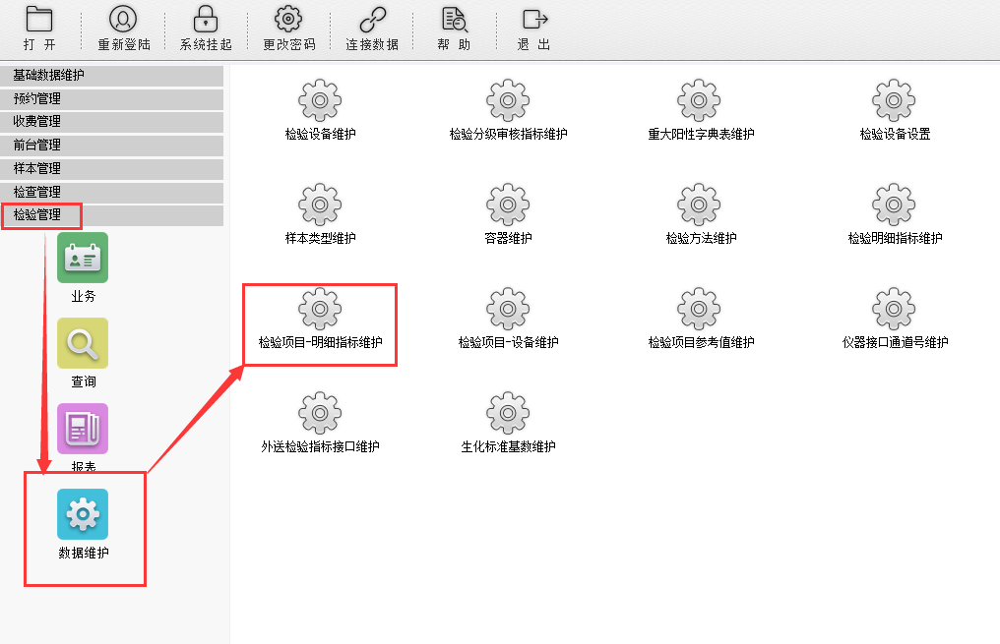 打 开 重新登陆 系统挂起 更改密码 连接数据 帮 助 退 出
基础数据维护
预约管理
收费管理
前台管理
样本管理
检查管理
检验管理
业务
查询
报表
数据维护
检验设备维护 检验分级审核指标维护 重大阳性字典表维护 检验设备设置
样本类型维护 容器维护 检验方法维护 检验明细指标维护
检验项目-明细指标维护 检验项目-设备维护 检验项目参考值维护 仪器接口通道号维护
外送检验指标接口维护 生化标准基数维护